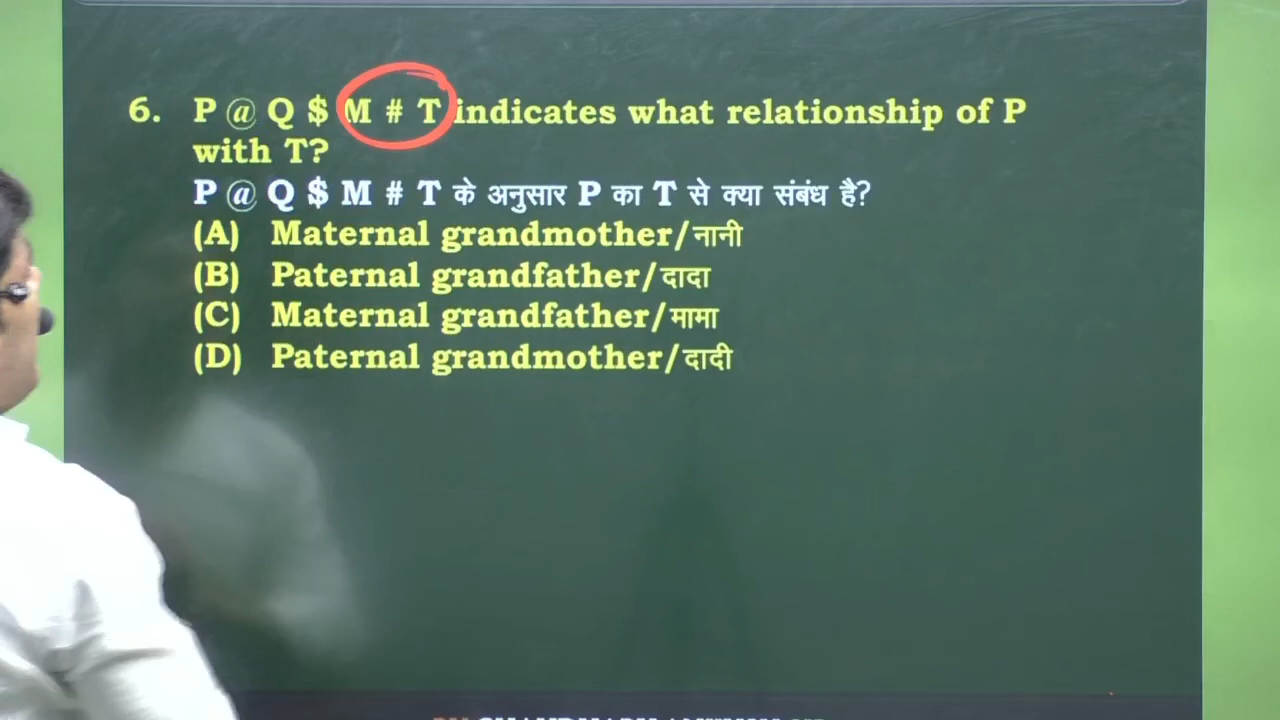 6. P @ Q $ M # T indicates what relationship of P
with T?
P @ Q $ M # T के अनुसार P का T से क्या संबंध है?
(A) Maternal grandmother/नानी
(B) Paternal grandfather/दादा
(C) Maternal grandfather/मामा
(D) Paternal grandmother/दादी